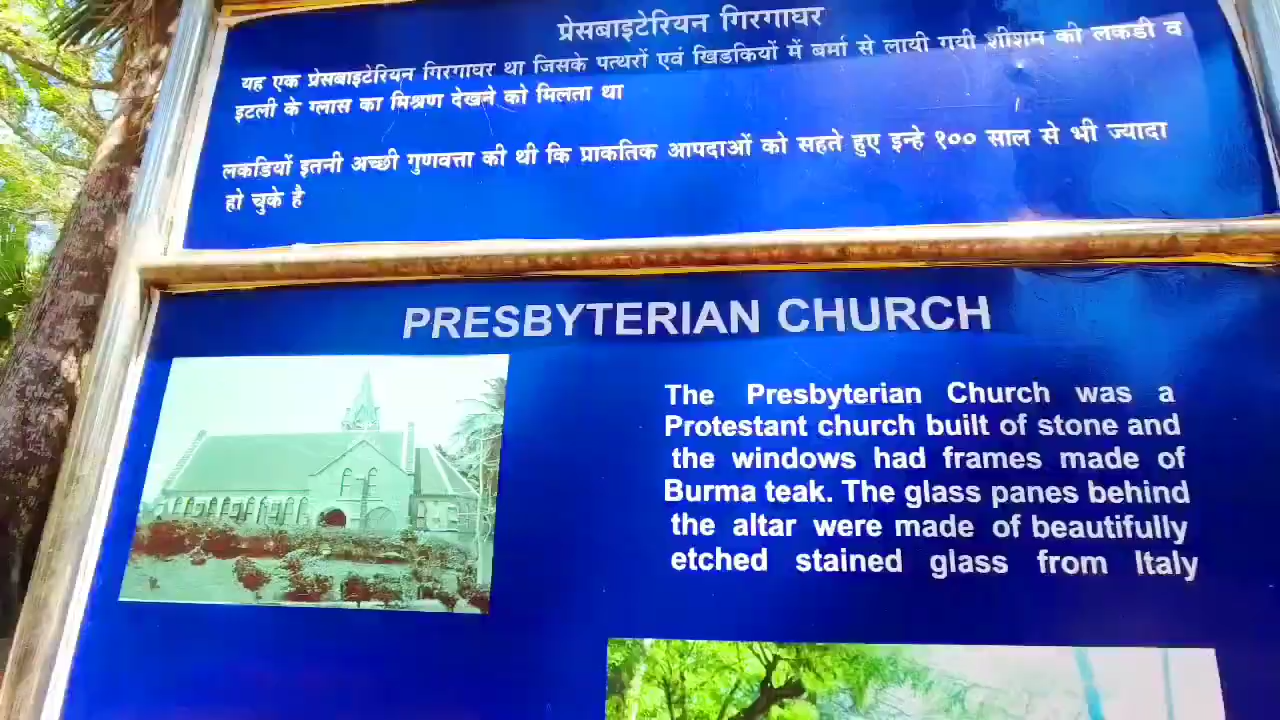 प्रेसबाइटेरियन गिरगाघर
यह एक प्रेसबाइटेरियन गिरगाघर था जिसके पत्थरों एवं खिडकियों में बर्मा से लायी गयी शीशम की लकडी व
इटली के ग्लास का मिश्रण देखने को मिलता था
लकडियों इतनी अच्छी गुणवत्ता की थी कि प्राकतिक आपदाओं को सहते हुए इन्हे १०० साल से भी ज्यादा
हो चुके है
PRESBYTERIAN CHURCH
The Presbyterian Church was a
Protestant church built of stone and
the windows had frames made of
Burma teak. The glass panes behind
the altar were made of beautifully
etched stained glass from Italy